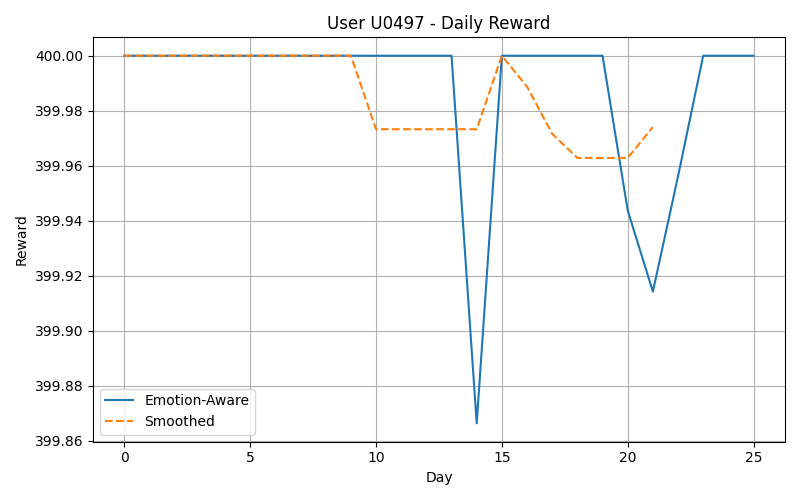 User U0497 - Daily Reward
400.00
399.98
399.96
399.94
399.92
399.90
399.88
399.86
Reward
Emotion-Aware
Smoothed
0 5 10 15 20 25
Day